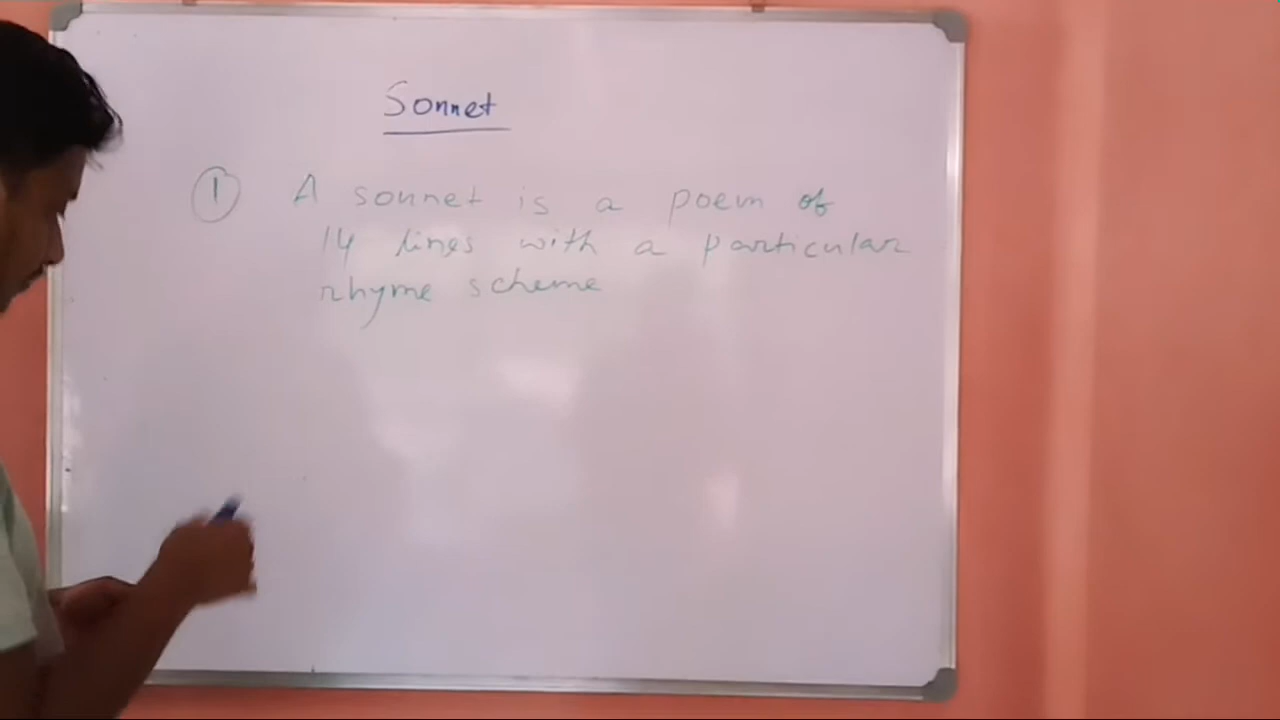 Sonnet
① A sonnet is a poem of
14 lines with a particular
rhyme scheme